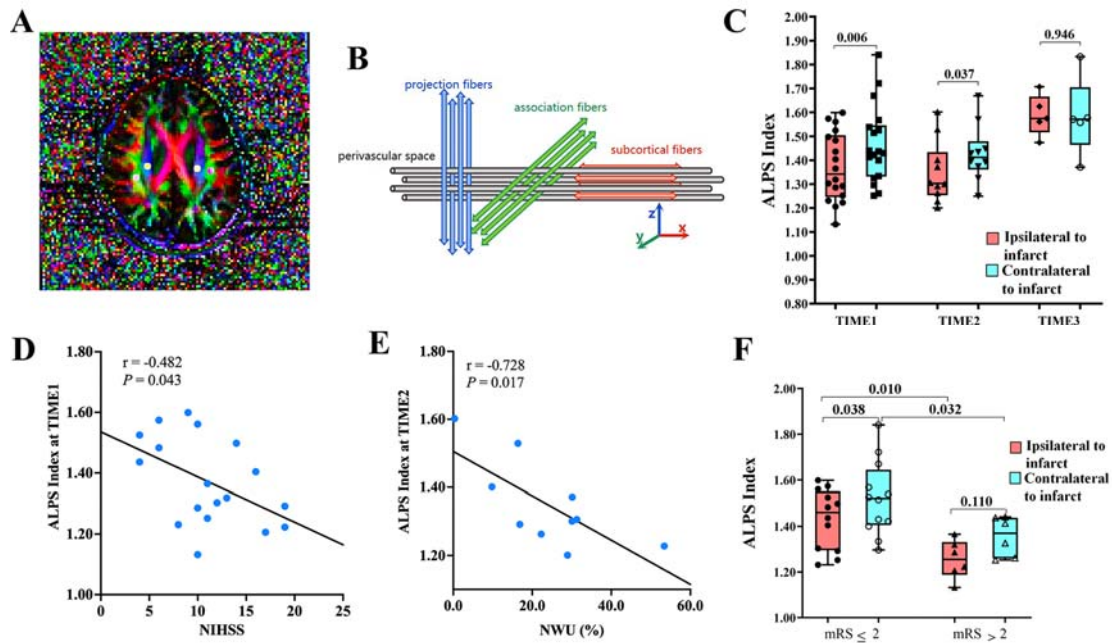 A
B
projection fibers
association fibers
perivascular space
subcortical fibers
z
x
y
C
ALPS Index
2.00
1.90
1.80
1.70
1.60
1.50
1.40
1.30
1.20
1.10
1.00
0.90
0.80
0.006
0.037
0.946
Ipsilateral to
infarct
Contralateral
to infarct
TIME1
TIME2
TIME3
D
r = -0.482
P = 0.043
ALPS Index at TIME1
1.80
1.60
1.40
1.20
1.00
0
5
10
15
20
25
NIHSS
E
r = -0.728
P = 0.017
ALPS Index at TIME2
1.80
1.60
1.40
1.20
0.0
20.0
40.0
60.0
NWU (%)
F
ALPS Index
2.00
1.80
1.60
1.40
1.20
1.00
0.010
0.038
0.032
0.110
Ipsilateral to
infarct
Contralateral
to infarct
mRS ≤ 2
mRS > 2